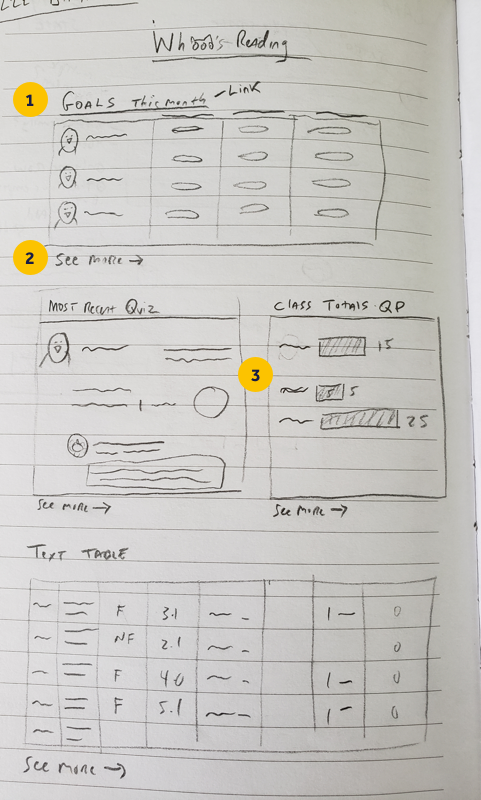 Whooo's Reading
1
GOALS This month - Link
2
See more →
Most Recent Quiz
Class Totals QP
15
3
5 5
25
See more →
See more →
Text Table
F 3.1 1 0
NF 2.1 0
F 4.0 1 0
F 5.1 1 0
See more →